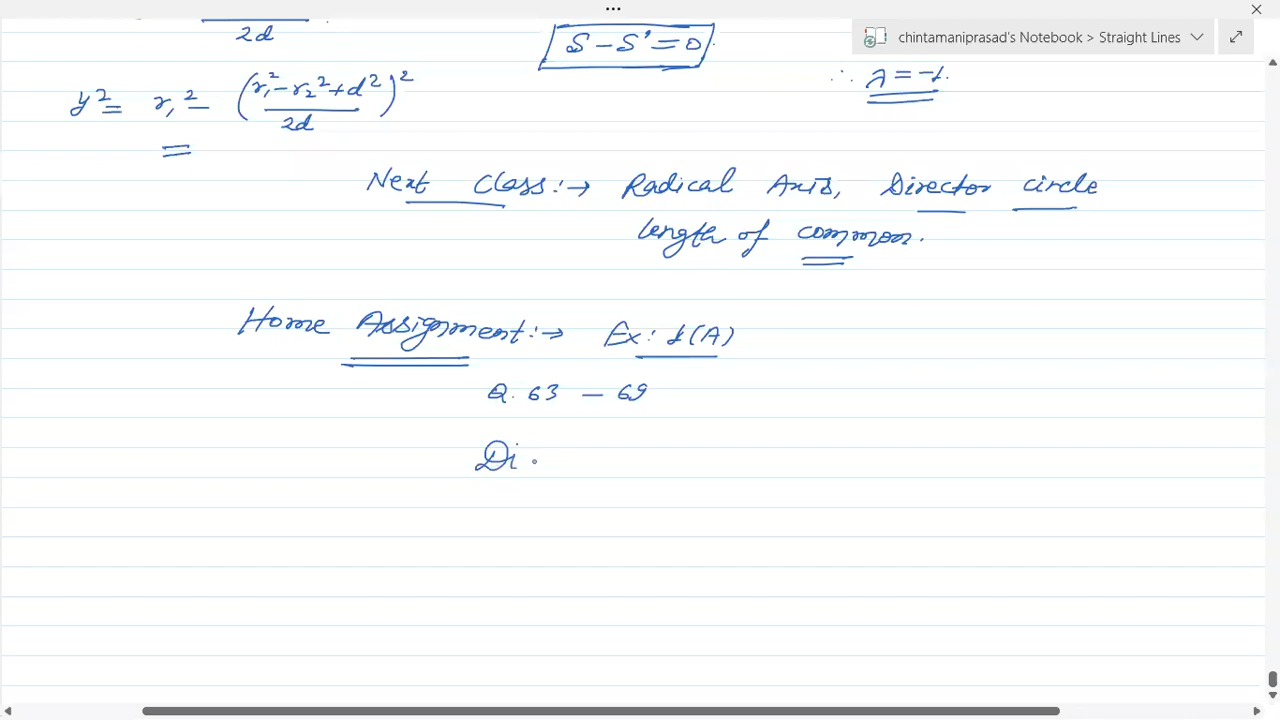 2d
S - S' = 0
chintamaniprasad's Notebook > Straight Lines
∴ λ = -1
y² = r₁² - (r₁² - r₂² + d² / 2d)²
=
Next Class:→ Radical Axis, Director circle
length of common.
Home Assignment:→ Ex: 1(A)
Q. 63 – 69
Di.